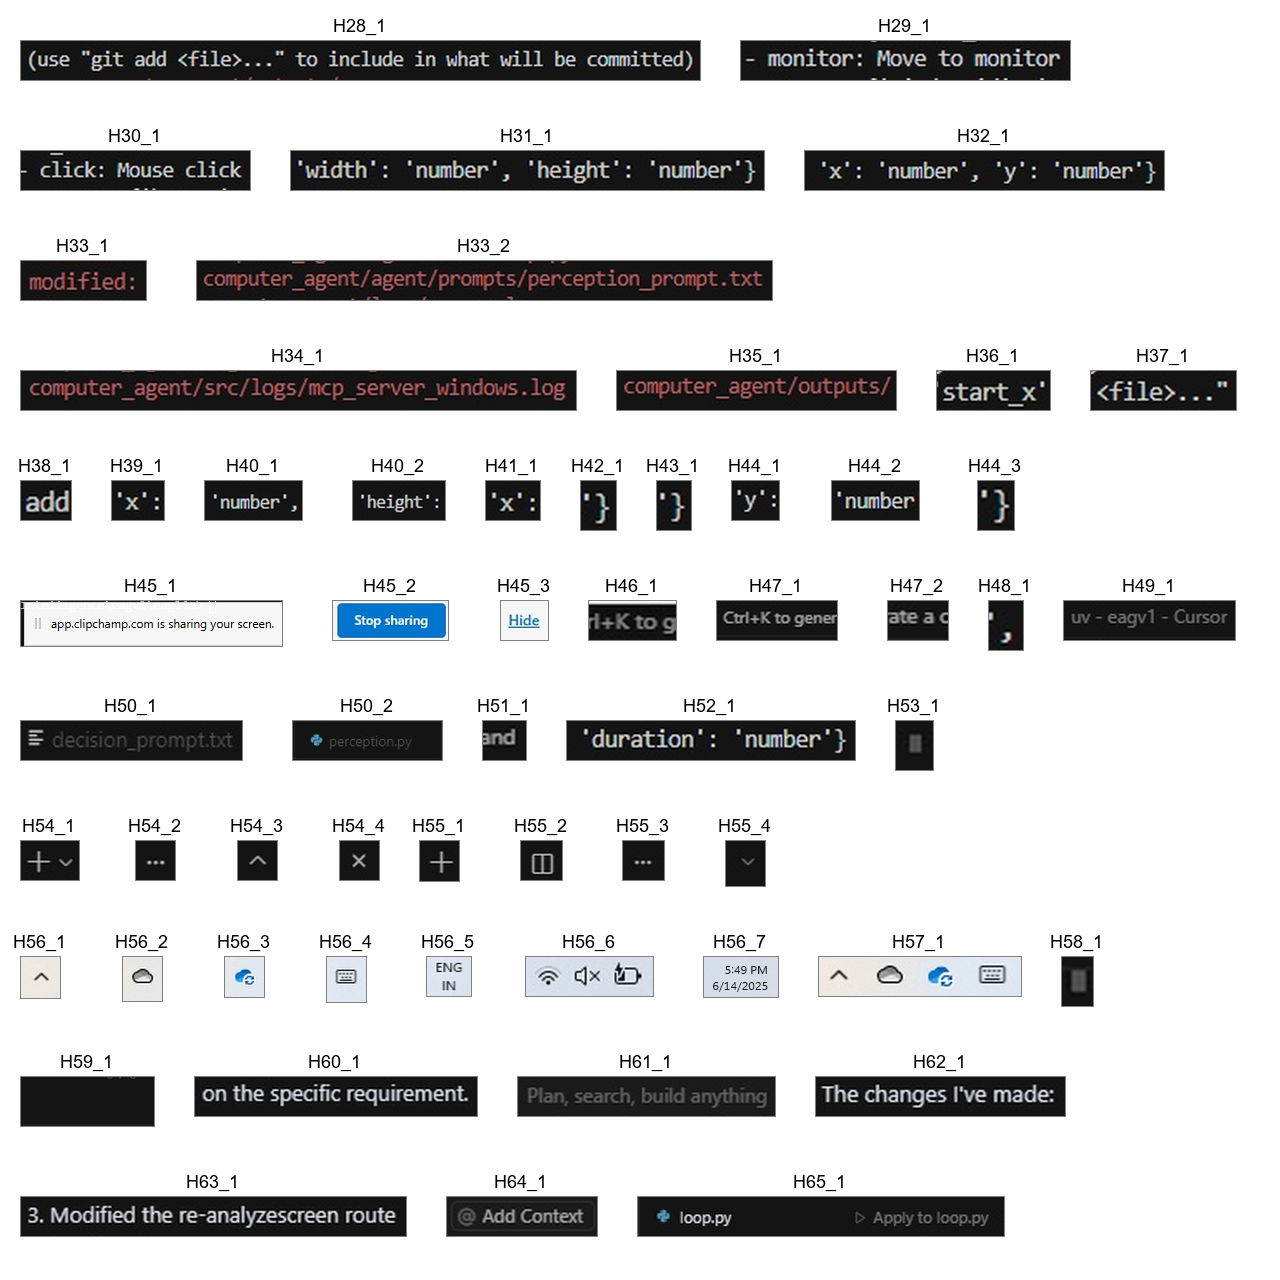 H28_1 H29_1
(use "git add <file>..." to include in what will be committed) - monitor: Move to monitor
H30_1 H31_1 H32_1
- click: Mouse click 'width': 'number', 'height': 'number'} 'x': 'number', 'y': 'number'}
H33_1 H33_2
modified: computer_agent/agent/prompts/perception_prompt.txt
H34_1 H35_1 H36_1 H37_1
computer_agent/src/logs/mcp_server_windows.log computer_agent/outputs/ 'start_x' <file>..."
H38_1 H39_1 H40_1 H40_2 H41_1 H42_1 H43_1 H44_1 H44_2 H44_3
add 'x': 'number', 'height': 'x': '} '} 'y': 'number '}
H45_1 H45_2 H45_3 H46_1 H47_1 H47_2 H48_1 H49_1
app.clipchamp.com is sharing your screen. Stop sharing Hide rl+K to g Ctrl+K to gener ate a c ', uv - eagv1 - Cursor
H50_1 H50_2 H51_1 H52_1 H53_1
decision_prompt.txt perception.py and 'duration': 'number'}
H54_1 H54_2 H54_3 H54_4 H55_1 H55_2 H55_3 H55_4
H56_1 H56_2 H56_3 H56_4 H56_5 H56_6 H56_7 H57_1 H58_1
ENG 5:49 PM
IN 6/14/2025
H59_1 H60_1 H61_1 H62_1
on the specific requirement. Plan, search, build anything The changes I've made:
H63_1 H64_1 H65_1
3. Modified the re-analyzescreen route @ Add Context loop.py Apply to loop.py